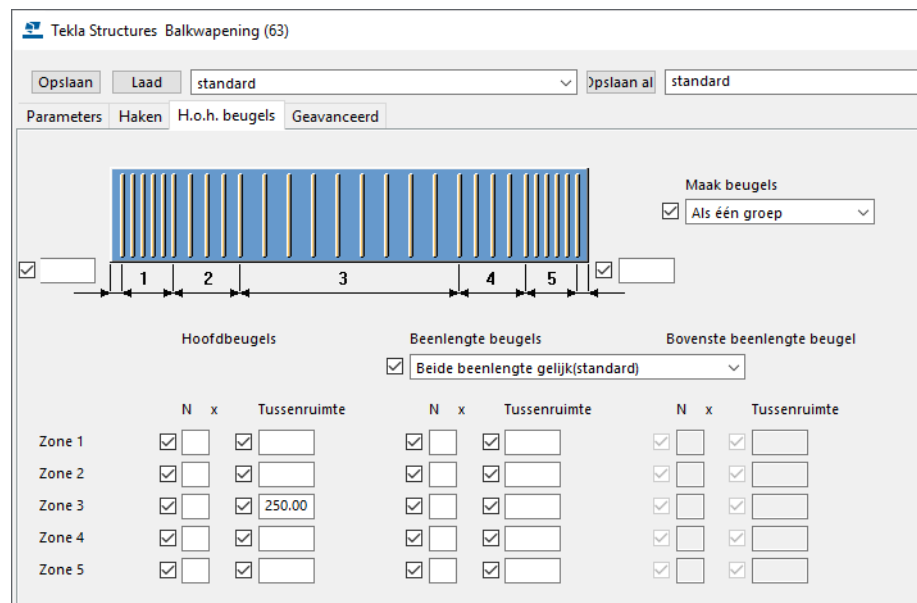 Tekla Structures Balkwapening (63)
Opslaan Laad standard Opslaan al standard
Parameters Haken H.o.h. beugels Geavanceerd
Maak beugels
Als één groep
1 2 3 4 5
Hoofdbeugels Beenlengte beugels Bovenste beenlengte beugel
Beide beenlengte gelijk(standard)
N x Tussenruimte N x Tussenruimte N x Tussenruimte
Zone 1
Zone 2
Zone 3 250.00
Zone 4
Zone 5